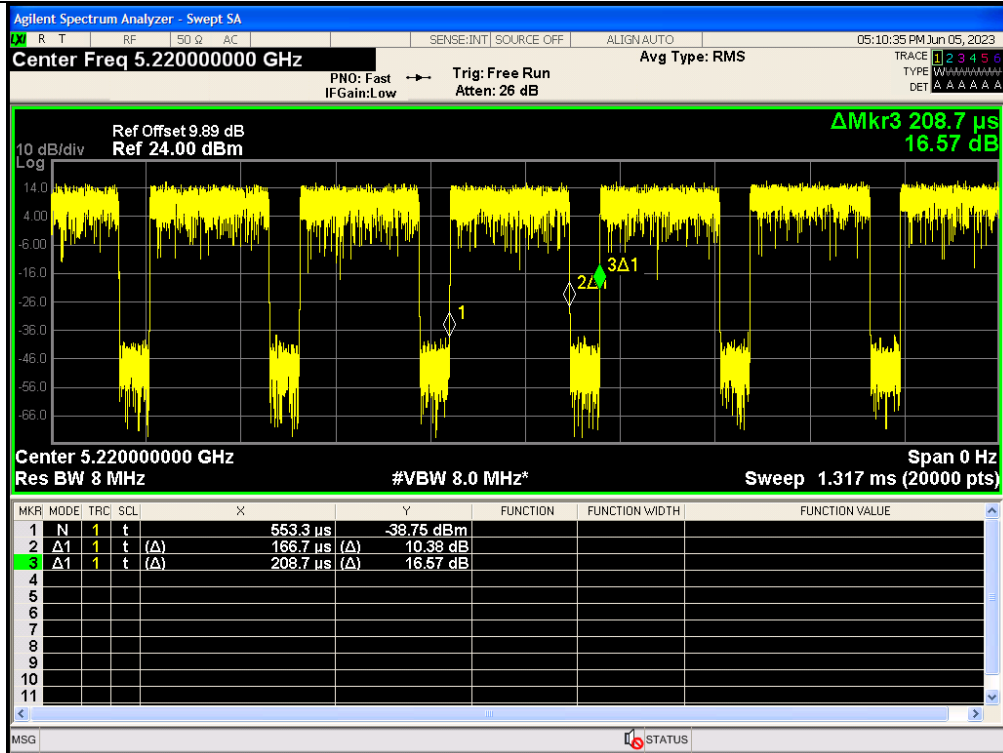 Agilent Spectrum Analyzer - Swept SA
LXI R T RF 50 Ω AC SENSE:INT SOURCE OFF ALIGN AUTO 05:10:35 PM Jun 05, 2023
Center Freq 5.220000000 GHz
PNO: Fast
IFGain:Low
Trig: Free Run
Atten: 26 dB
Avg Type: RMS
TRACE 1 2 3 4 5 6
TYPE W
DET A A A A A A
Ref Offset 9.89 dB
10 dB/div Ref 24.00 dBm
Log
ΔMkr3 208.7 µs
16.57 dB
14.0
4.00
-6.00
-16.0
-26.0
-36.0
-46.0
-56.0
-66.0
1
2Δ1
3Δ1
Center 5.220000000 GHz Span 0 Hz
Res BW 8 MHz #VBW 8.0 MHz* Sweep 1.317 ms (20000 pts)
MKR MODE TRC SCL X Y FUNCTION FUNCTION WIDTH FUNCTION VALUE
1 N 1 t 553.3 µs -38.75 dBm
2 Δ1 1 t (Δ) 166.7 µs (Δ) 10.38 dB
3 Δ1 1 t (Δ) 208.7 µs (Δ) 16.57 dB
4
5
6
7
8
9
10
11
MSG STATUS